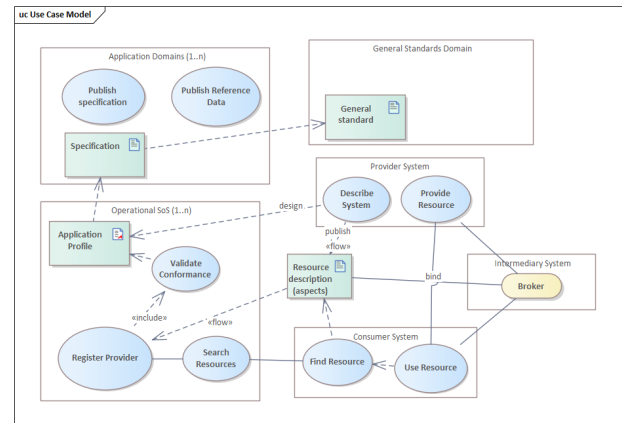 uc Use Case Model
Application Domains (1..n)
Publish
specification
Publish Reference
Data
Specification
General Standards Domain
General
standard
Provider System
Describe
System
Provide
Resource
Operational SoS (1..n)
design
publish
«flow»
Application
Profile
Validate
Conformance
Resource
description
(aspects)
bind
Intermediary System
Broker
«include»
«flow»
Register Provider
Search
Resources
Consumer System
Find Resource
Use Resource